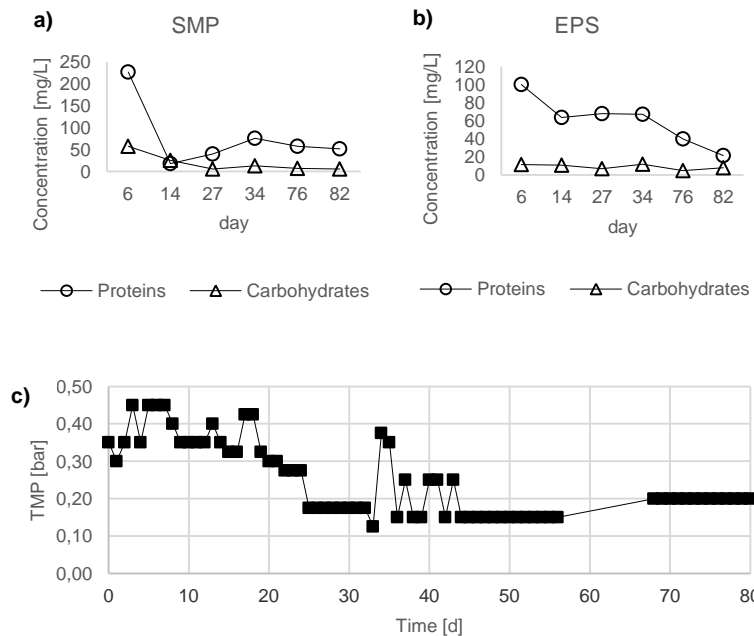 a)
SMP
Concentration [mg/L]
250
200
150
100
50
0
6 14 27 34 76 82
day
Proteins Carbohydrates
b)
EPS
Concentration [mg/L]
120
100
80
60
40
20
0
6 14 27 34 76 82
day
Proteins Carbohydrates
c)
TMP [bar]
0,50
0,40
0,30
0,20
0,10
0,00
0 10 20 30 40 50 60 70 80
Time [d]